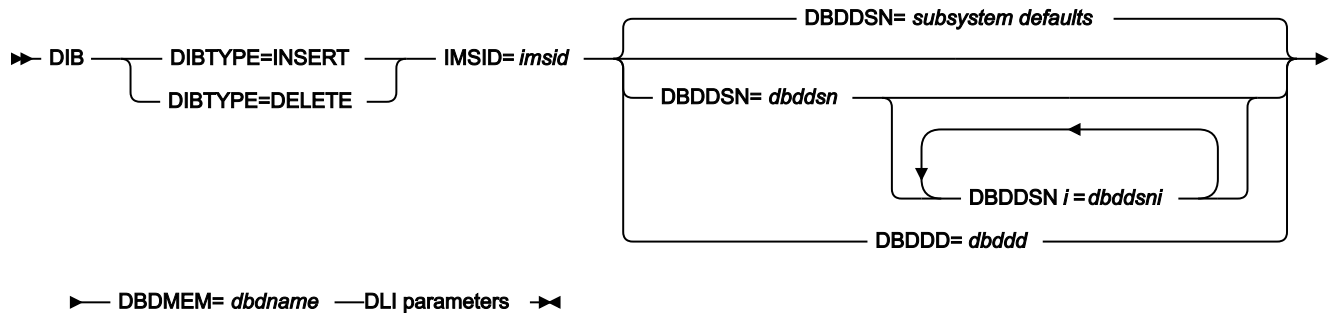 DBDDSN= subsystem defaults
DIB DIBTYPE=INSERT IMSID= imsid
DIBTYPE=DELETE
DBDDSN= dbddsn
DBDDSN i =dbddsni
DBDDD= dbddd
DBDMEM= dbdname DLI parameters